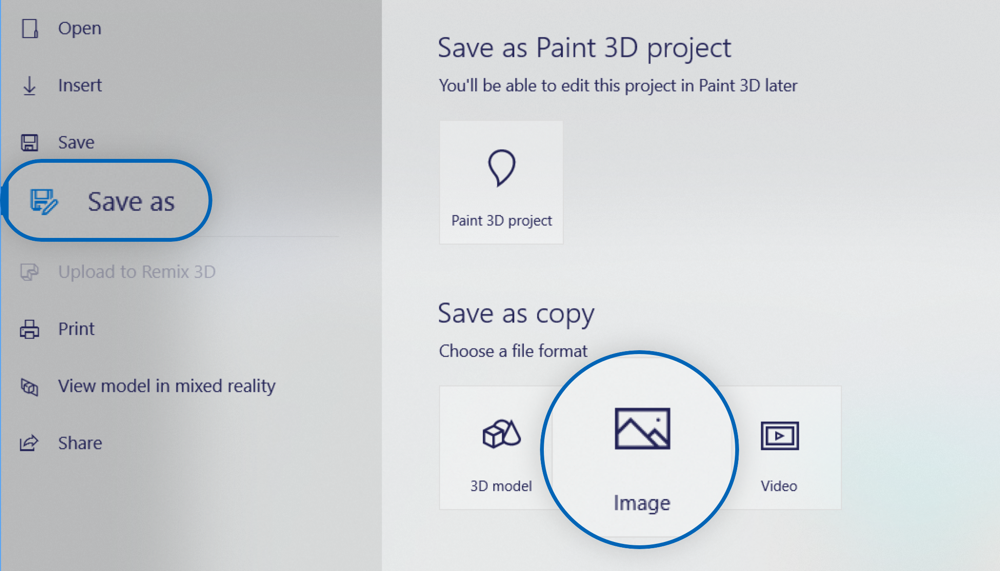 Open
Insert
Save
Save as
Upload to Remix 3D
Print
View model in mixed reality
Share
Save as Paint 3D project
You'll be able to edit this project in Paint 3D later
Paint 3D project
Save as copy
Choose a file format
3D model
Image
Video